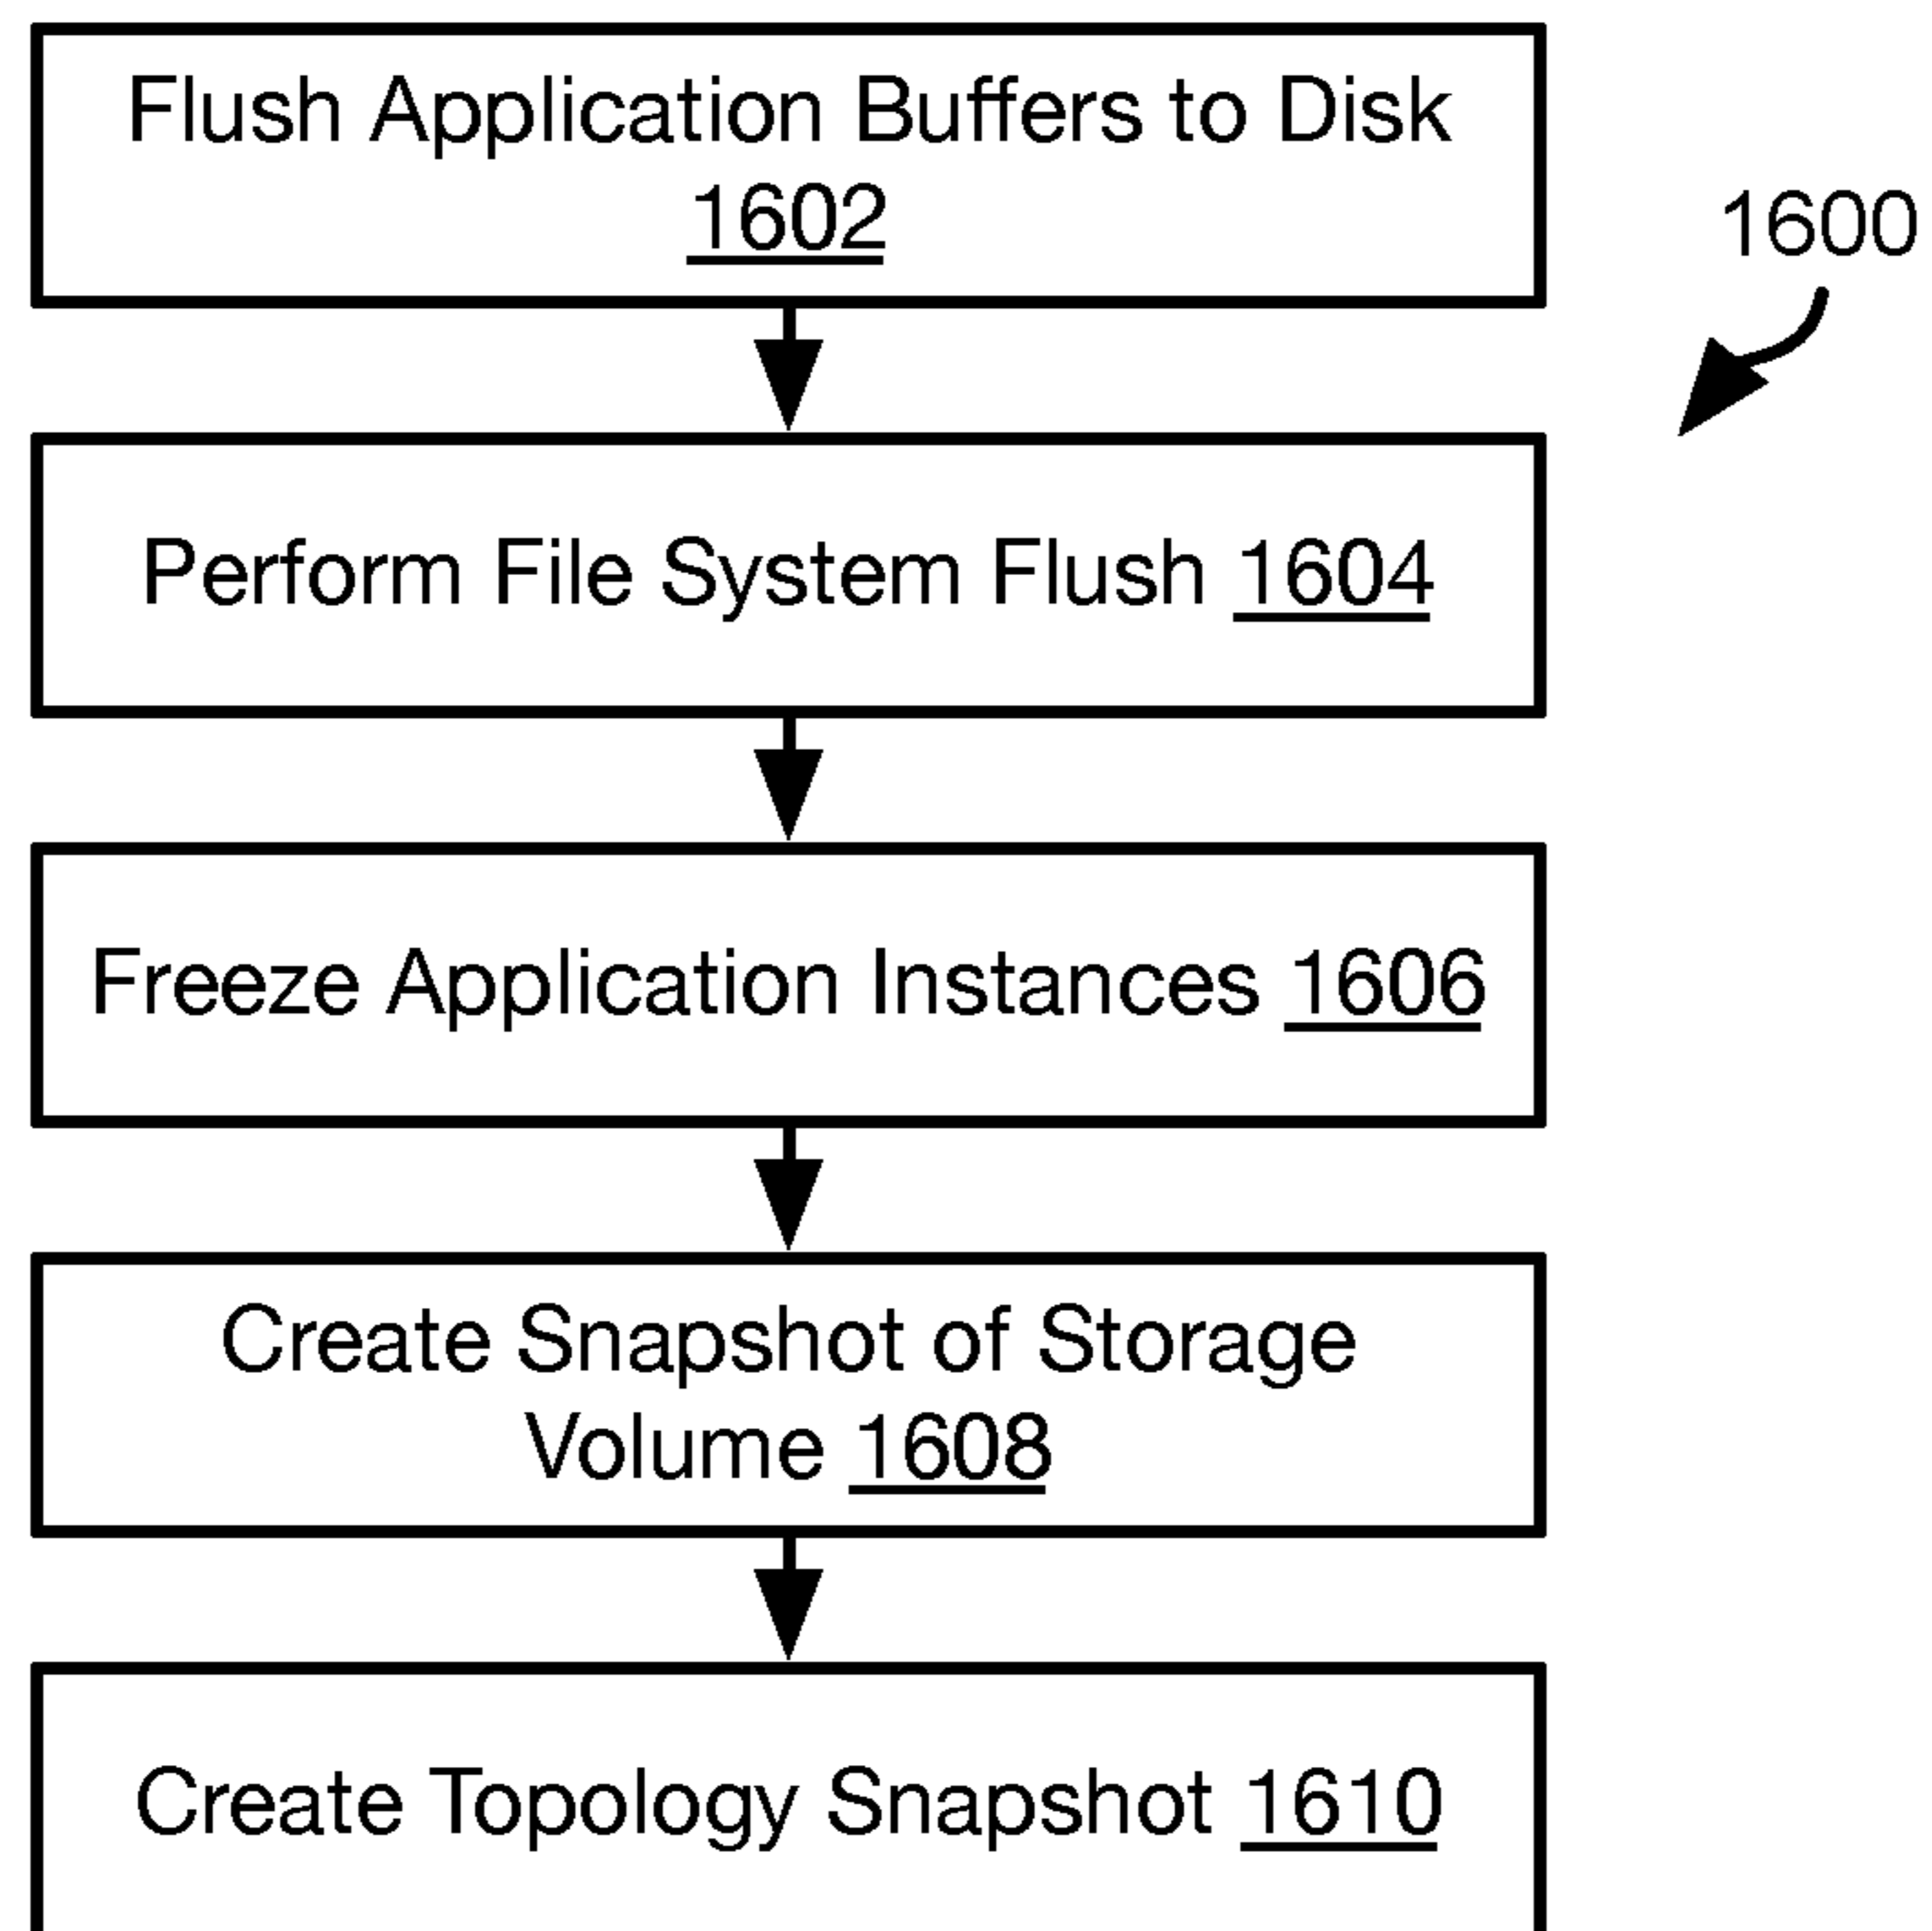 Flush Application Buffers to Disk
1602
1600
Perform File System Flush 1604
Freeze Application Instances 1606
Create Snapshot of Storage
Volume 1608
Create Topology Snapshot 1610